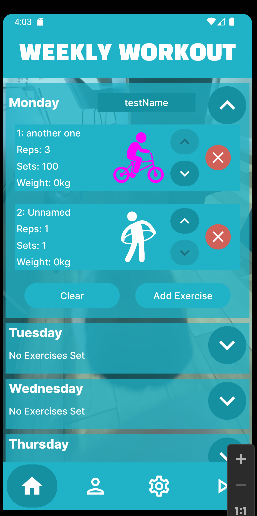 4:03
WEEKLY WORKOUT
Monday
testName
1: another one
Reps: 3
Sets: 100
Weight: 0kg
2: Unnamed
Reps: 1
Sets: 1
Weight: 0kg
Clear
Add Exercise
Tuesday
No Exercises Set
Wednesday
No Exercises Set
Thursday
1:1